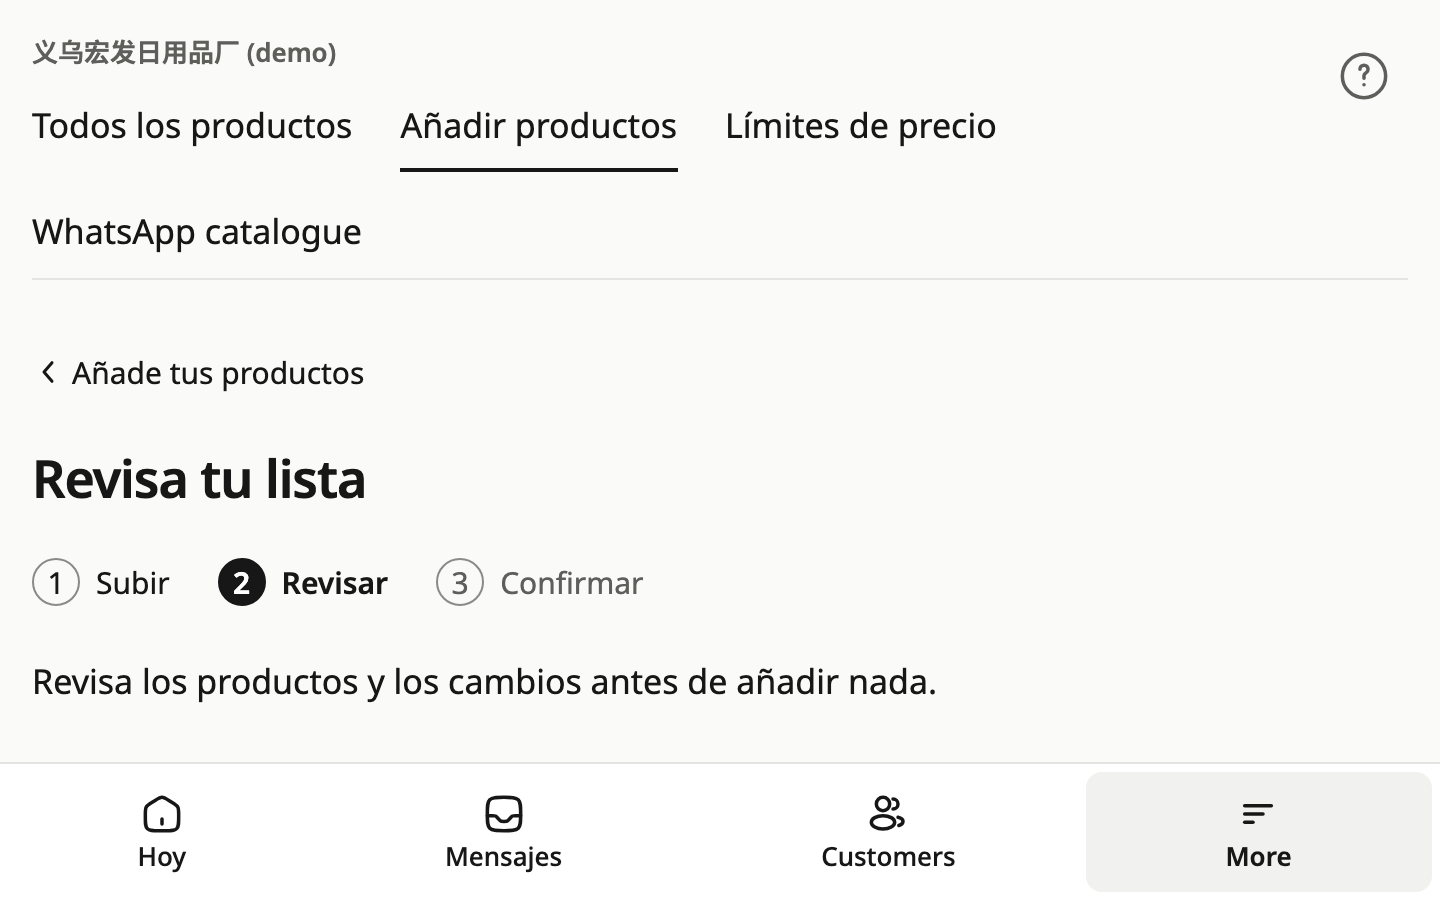 义乌宏发日用品厂 (demo)
Todos los productos Añadir productos Límites de precio
WhatsApp catalogue
Añade tus productos
Revisa tu lista
1 Subir 2 Revisar 3 Confirmar
Revisa los productos y los cambios antes de añadir nada.
Hoy Mensajes Customers More